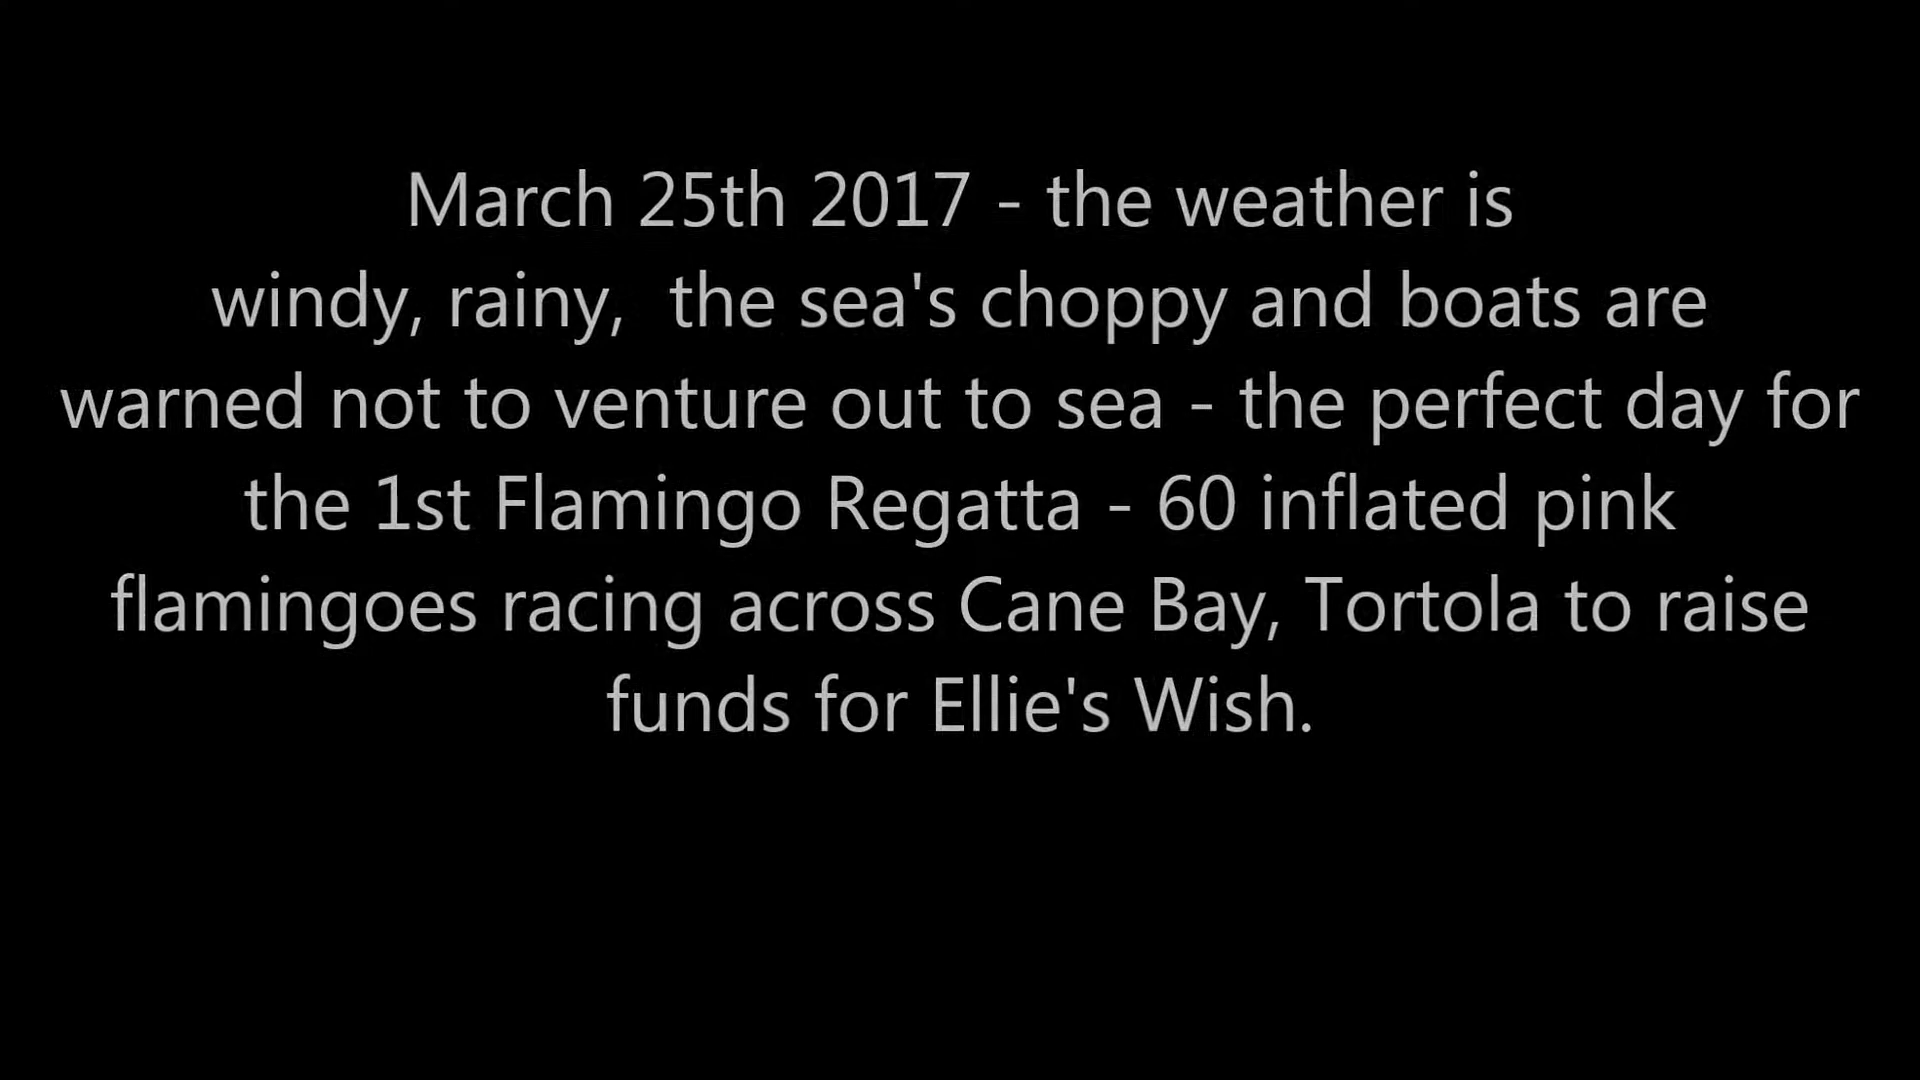 March 25th 2017 - the weather is
windy, rainy,  the sea's choppy and boats are
warned not to venture out to sea - the perfect day for
the 1st Flamingo Regatta - 60 inflated pink
flamingoes racing across Cane Bay, Tortola to raise
funds for Ellie's Wish.